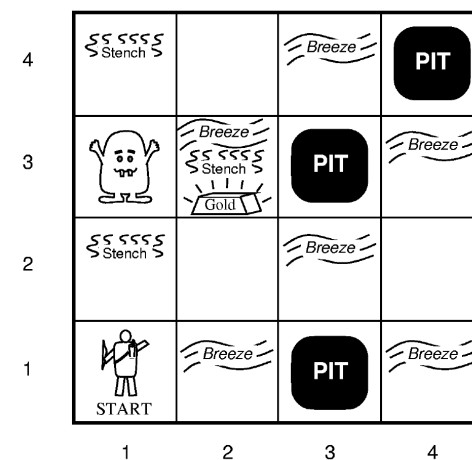 4
Stench
Breeze
PIT
3
Breeze
Stench
Gold
PIT
Breeze
2
Stench
Breeze
1
START
Breeze
PIT
Breeze
1 2 3 4